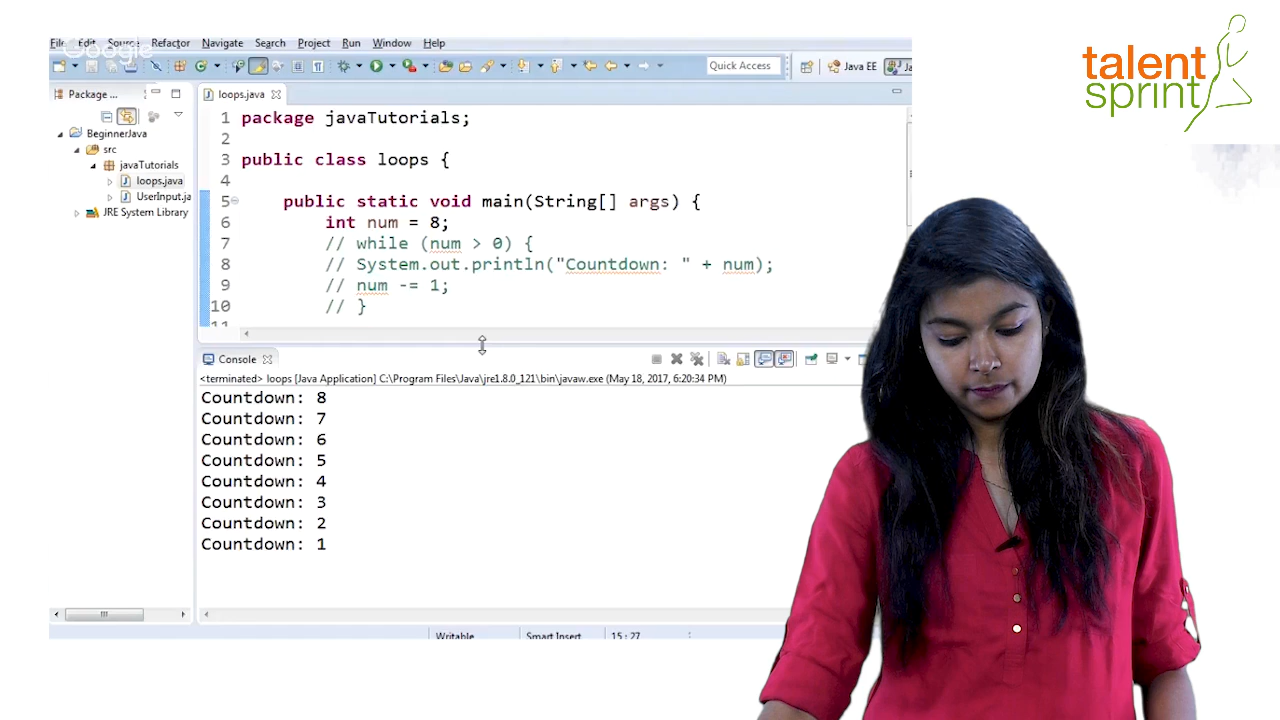 File Edit Source Refactor Navigate Search Project Run Window Help
Google
Quick Access
Java EE
Ja
Package ...
loops.java
BeginnerJava
src
javaTutorials
loops.java
UserInput.ja
JRE System Library
1 package javaTutorials;
2
3 public class loops {
4
5 public static void main(String[] args) {
6 int num = 8;
7 // while (num > 0) {
8 // System.out.println("Countdown: " + num);
9 // num -= 1;
10 // }
11
Console
<terminated> loops [Java Application] C:\Program Files\Java\jre1.8.0_121\bin\javaw.exe (May 18, 2017, 6:20:34 PM)
Countdown: 8
Countdown: 7
Countdown: 6
Countdown: 5
Countdown: 4
Countdown: 3
Countdown: 2
Countdown: 1
Writable Smart Insert 15 : 27
talent
sprint